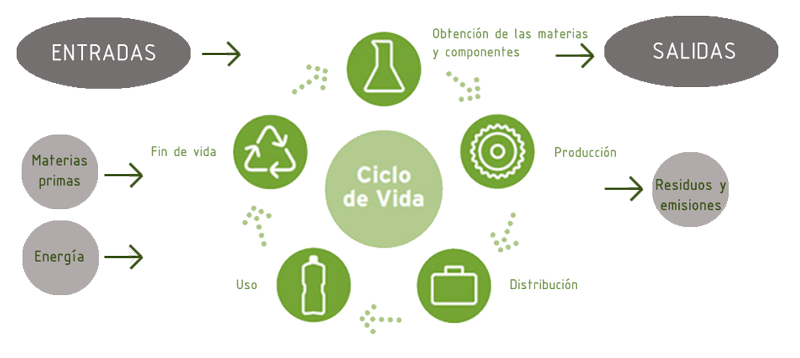 ENTRADAS
Obtención de las materias
y componentes
SALIDAS
Materias
primas
Fin de vida
Ciclo
de Vida
Producción
Residuos y
emisiones
Energía
Uso
Distribución